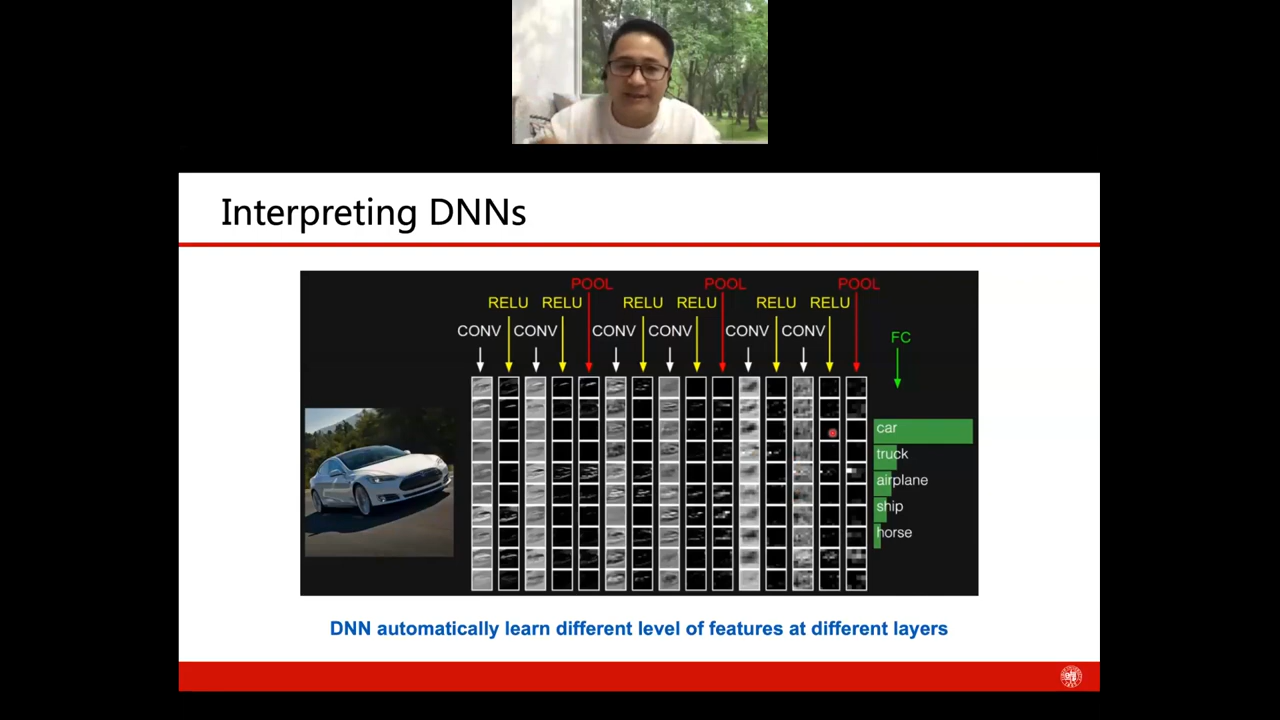 Interpreting DNNs
POOL POOL POOL
RELU RELU RELU RELU RELU RELU
CONV CONV CONV CONV CONV CONV
FC
car
truck
airplane
ship
horse
DNN automatically learn different level of features at different layers